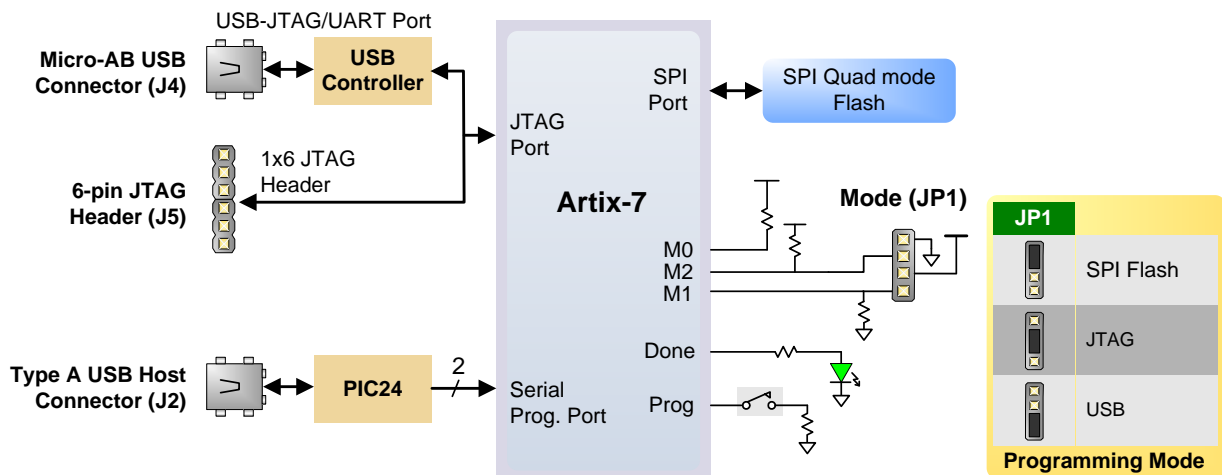 USB-JTAG/UART Port
Micro-AB USB
Connector (J4)
USB
Controller
SPI
Port
SPI Quad mode
Flash
JTAG
Port
1x6 JTAG
Header
6-pin JTAG
Header (J5)
Artix-7
Mode (JP1)
M0
M2
M1
JP1
SPI Flash
JTAG
USB
Programming Mode
Done
Prog
Type A USB Host
Connector (J2)
PIC24
2
Serial
Prog. Port